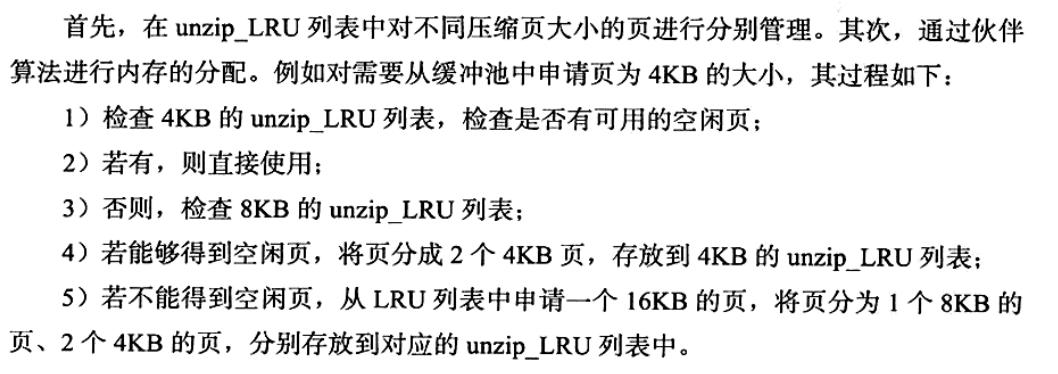 首先，在 unzip_LRU 列表中对不同压缩页大小的页进行分别管理。其次，通过伙伴
算法进行内存的分配。例如对需要从缓冲池中申请页为 4KB 的大小，其过程如下：
1）检查 4KB 的 unzip_LRU 列表，检查是否有可用的空闲页；
2）若有，则直接使用；
3）否则，检查 8KB 的 unzip_LRU 列表；
4）若能够得到空闲页，将页分成 2 个 4KB 页，存放到 4KB 的 unzip_LRU 列表；
5）若不能得到空闲页，从 LRU 列表中申请一个 16KB 的页，将页分为 1 个 8KB 的
页、2 个 4KB 的页，分别存放到对应的 unzip_LRU 列表中。